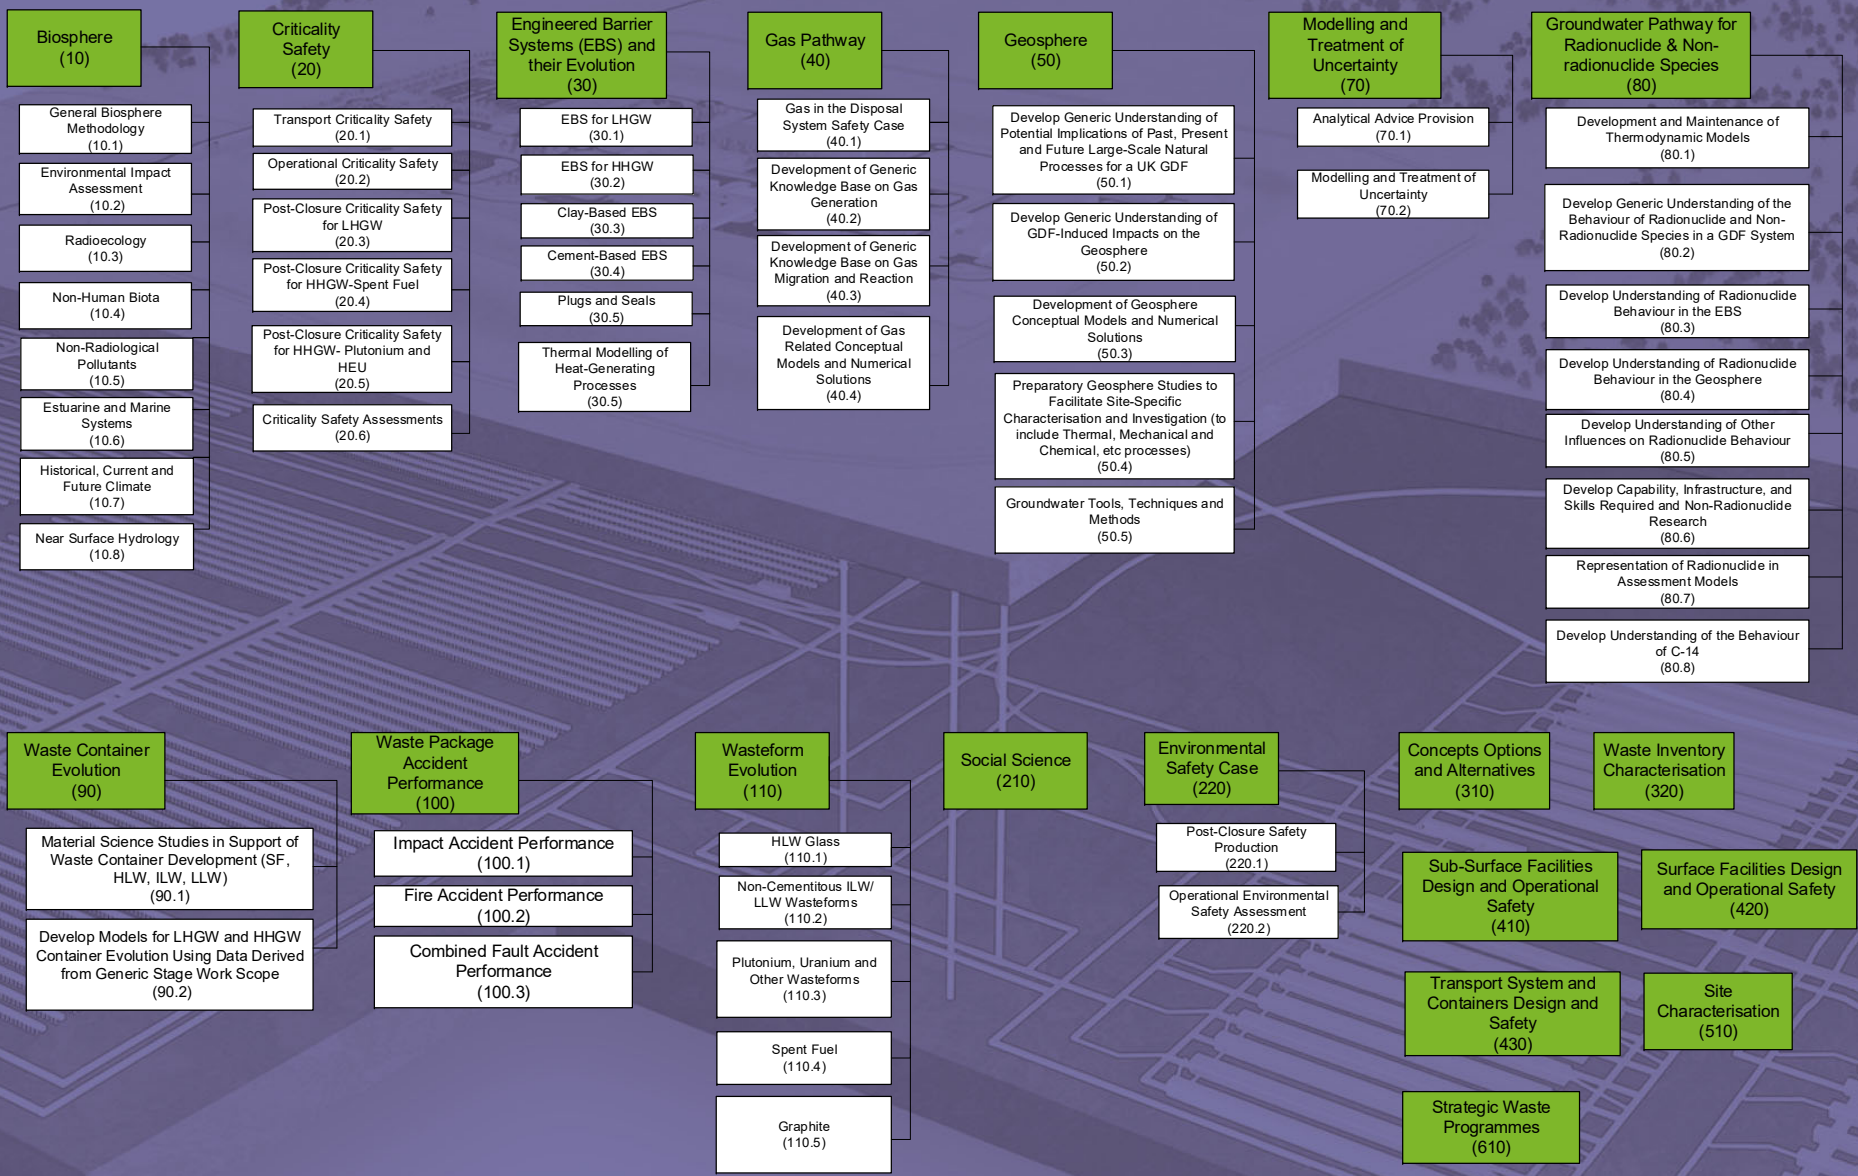 Biosphere
(10)
General Biosphere
Methodology
(10.1)
Environmental Impact
Assessment
(10.2)
Radioecology
(10.3)
Non-Human Biota
(10.4)
Non-Radiological
Pollutants
(10.5)
Estuarine and Marine
Systems
(10.6)
Historical, Current and
Future Climate
(10.7)
Near Surface Hydrology
(10.8)
Criticality
Safety
(20)
Transport Criticality Safety
(20.1)
Operational Criticality Safety
(20.2)
Post-Closure Criticality Safety
for LHGW
(20.3)
Post-Closure Criticality Safety
for HHGW-Spent Fuel
(20.4)
Post-Closure Criticality Safety
for HHGW- Plutonium and
HEU
(20.5)
Criticality Safety Assessments
(20.6)
Engineered Barrier
Systems (EBS) and
their Evolution
(30)
EBS for LHGW
(30.1)
EBS for HHGW
(30.2)
Clay-Based EBS
(30.3)
Cement-Based EBS
(30.4)
Plugs and Seals
(30.5)
Thermal Modelling of
Heat-Generating
Processes
(30.5)
Gas Pathway
(40)
Gas in the Disposal
System Safety Case
(40.1)
Development of Generic
Knowledge Base on Gas
Generation
(40.2)
Development of Generic
Knowledge Base on Gas
Migration and Reaction
(40.3)
Development of Gas
Related Conceptual
Models and Numerical
Solutions
(40.4)
Geosphere
(50)
Develop Generic Understanding of
Potential Implications of Past, Present
and Future Large-Scale Natural
Processes for a UK GDF
(50.1)
Develop Generic Understanding of
GDF-Induced Impacts on the
Geosphere
(50.2)
Development of Geosphere
Conceptual Models and Numerical
Solutions
(50.3)
Preparatory Geosphere Studies to
Facilitate Site-Specific
Characterisation and Investigation (to
include Thermal, Mechanical and
Chemical, etc processes)
(50.4)
Groundwater Tools, Techniques and
Methods
(50.5)
Modelling and
Treatment of
Uncertainty
(70)
Analytical Advice Provision
(70.1)
Modelling and Treatment of
Uncertainty
(70.2)
Groundwater Pathway for
Radionuclide & Non-
radionuclide Species
(80)
Development and Maintenance of
Thermodynamic Models
(80.1)
Develop Generic Understanding of the
Behaviour of Radionuclide and Non-
Radionuclide Species in a GDF System
(80.2)
Develop Understanding of Radionuclide
Behaviour in the EBS
(80.3)
Develop Understanding of Radionuclide
Behaviour in the Geosphere
(80.4)
Develop Understanding of Other
Influences on Radionuclide Behaviour
(80.5)
Develop Capability, Infrastructure, and
Skills Required and Non-Radionuclide
Research
(80.6)
Representation of Radionuclide in
Assessment Models
(80.7)
Develop Understanding of the Behaviour
of C-14
(80.8)
Waste Container
Evolution
(90)
Material Science Studies in Support of
Waste Container Development (SF,
HLW, ILW, LLW)
(90.1)
Develop Models for LHGW and HHGW
Container Evolution Using Data Derived
from Generic Stage Work Scope
(90.2)
Waste Package
Accident
Performance
(100)
Impact Accident Performance
(100.1)
Fire Accident Performance
(100.2)
Combined Fault Accident
Performance
(100.3)
Wasteform
Evolution
(110)
HLW Glass
(110.1)
Non-Cementitous ILW/
LLW Wasteforms
(110.2)
Plutonium, Uranium and
Other Wasteforms
(110.3)
Spent Fuel
(110.4)
Graphite
(110.5)
Social Science
(210)
Environmental
Safety Case
(220)
Post-Closure Safety
Production
(220.1)
Operational Environmental
Safety Assessment
(220.2)
Concepts Options
and Alternatives
(310)
Waste Inventory
Characterisation
(320)
Sub-Surface Facilities
Design and Operational
Safety
(410)
Surface Facilities Design
and Operational Safety
(420)
Transport System and
Containers Design and
Safety
(430)
Site
Characterisation
(510)
Strategic Waste
Programmes
(610)